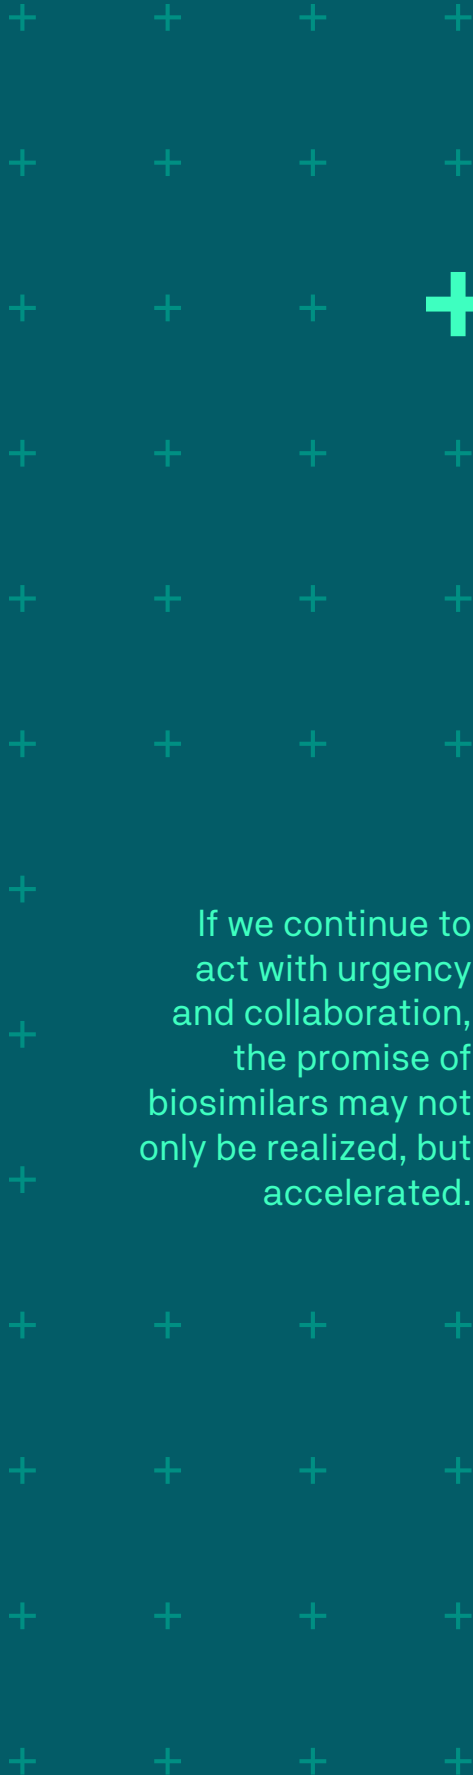 If we continue to
act with urgency
and collaboration,
the promise of
biosimilars may not
only be realized, but
accelerated.